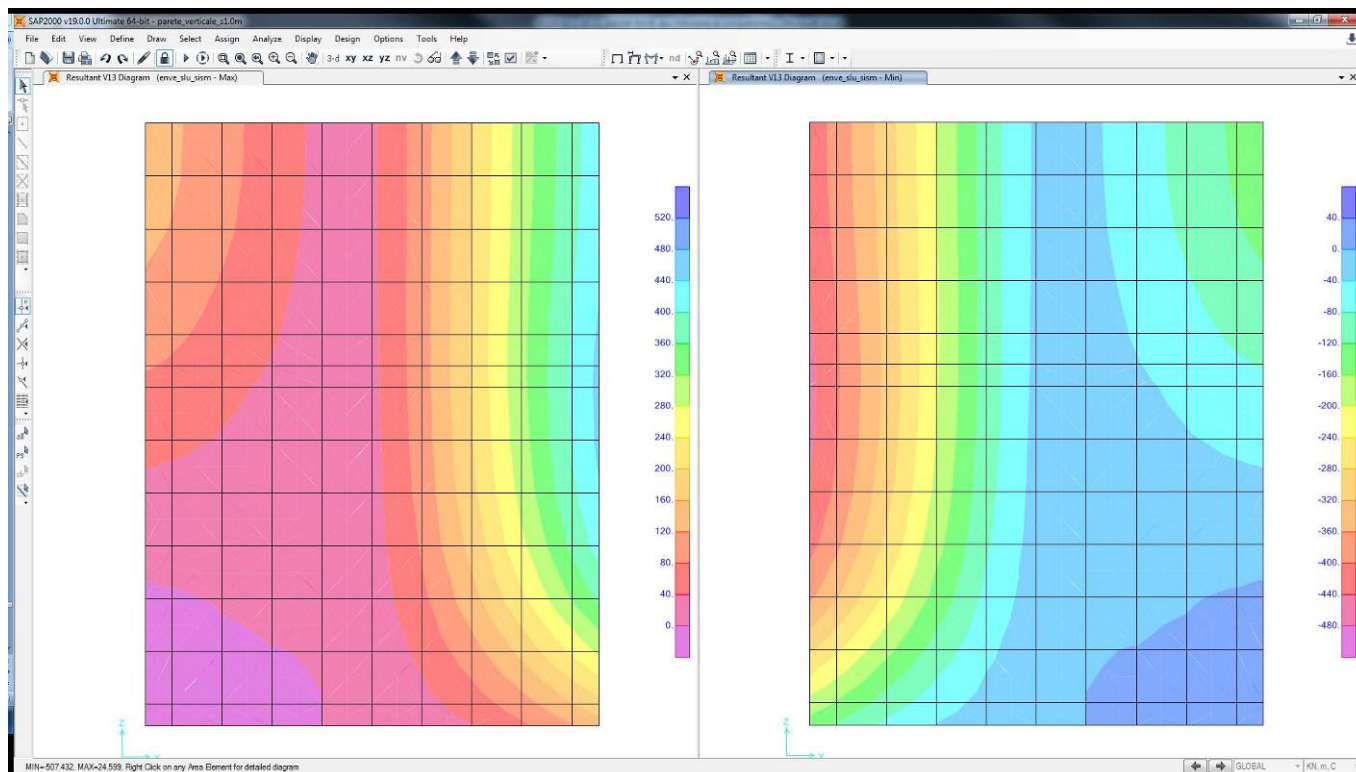 SAP2000 v19.0.0 Ultimate 64-bit - parete_verticale_s1.0m
File Edit View Define Draw Select Assign Analyze Display Design Options Tools Help
3-d xy xz yz nv nd
Resultant V13 Diagram (enve_slu_sism - Max)
Resultant V13 Diagram (enve_slu_sism - Min)
520.
480.
440.
400.
360.
320.
280.
240.
200.
160.
120.
80.
40.
0.
40.
0.
-40.
-80.
-120.
-160.
-200.
-240.
-280.
-320.
-360.
-400.
-440.
-480.
Z
Z
MIN=-507.432, MAX=24.599, Right Click on any Area Element for detailed diagram
GLOBAL
KN, m, C